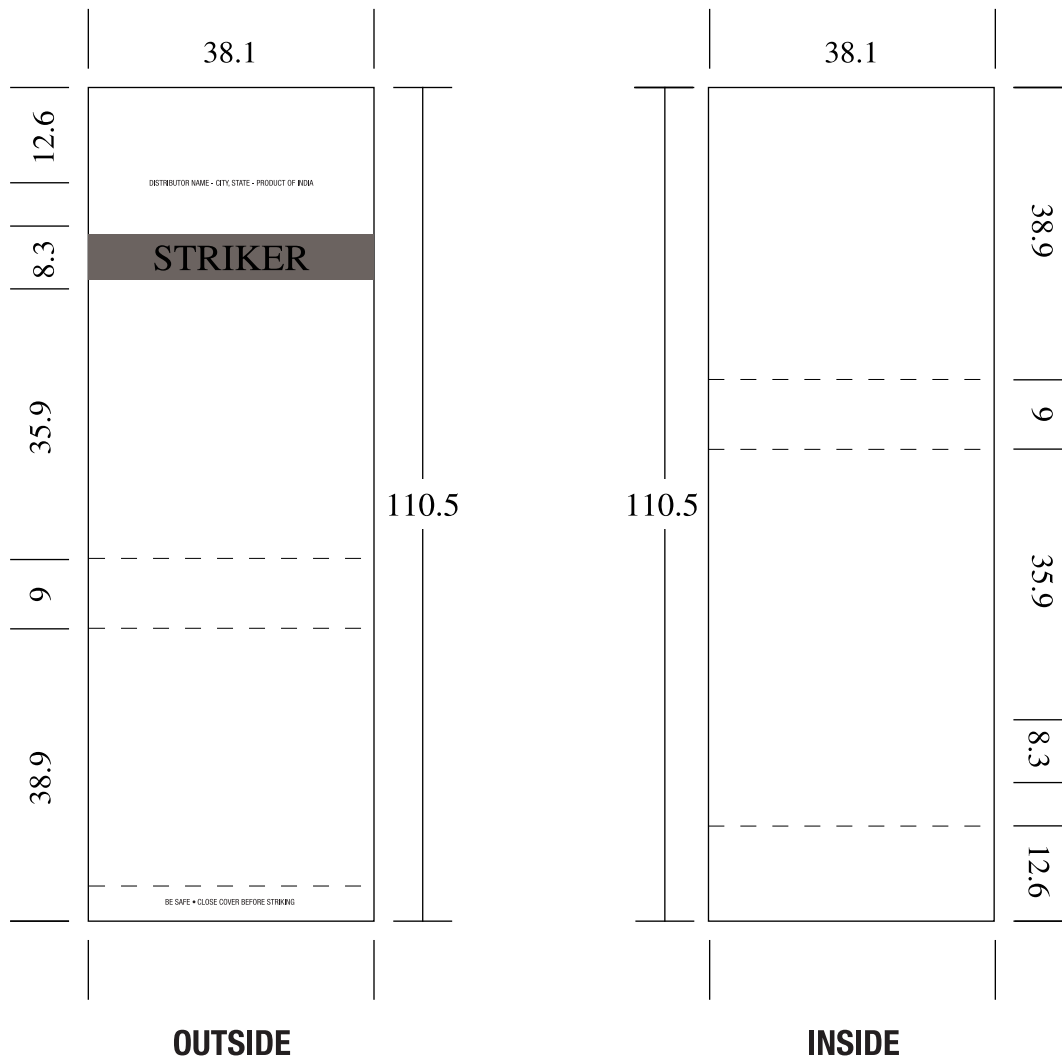 38.1
38.1
12.6
DISTRIBUTOR NAME - CITY, STATE - PRODUCT OF INDIA
38.9
8.3
STRIKER
35.9
9
110.5
110.5
35.9
9
38.9
8.3
12.6
BE SAFE • CLOSE COVER BEFORE STRIKING
OUTSIDE
INSIDE